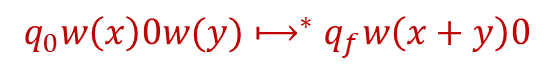 q₀w(x)0w(y) ⟼* q_f w(x + y)0